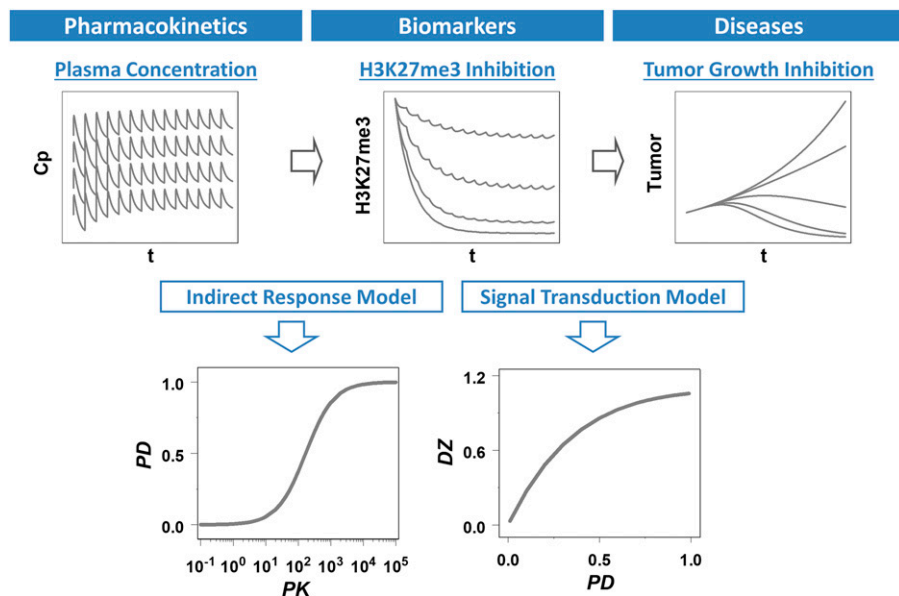 Pharmacokinetics
Biomarkers
Diseases
Plasma Concentration
H3K27me3 Inhibition
Tumor Growth Inhibition
Cp
t
H3K27me3
t
Tumor
t
Indirect Response Model
Signal Transduction Model
PD
1.0
0.5
0.0
10⁻¹ 10⁰ 10¹ 10² 10³ 10⁴ 10⁵
PK
DZ
1.2
0.6
0.0
0.0 0.5 1.0
PD